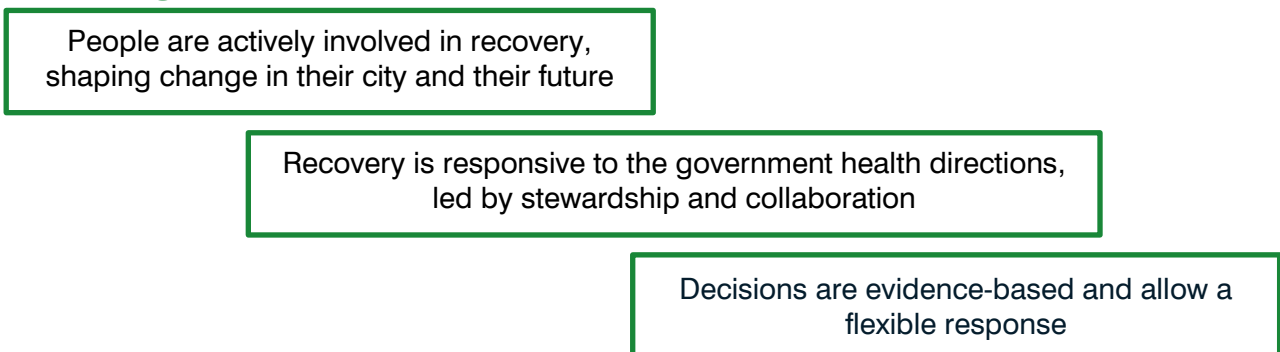 People are actively involved in recovery,
shaping change in their city and their future
Recovery is responsive to the government health directions,
led by stewardship and collaboration
Decisions are evidence-based and allow a
flexible response